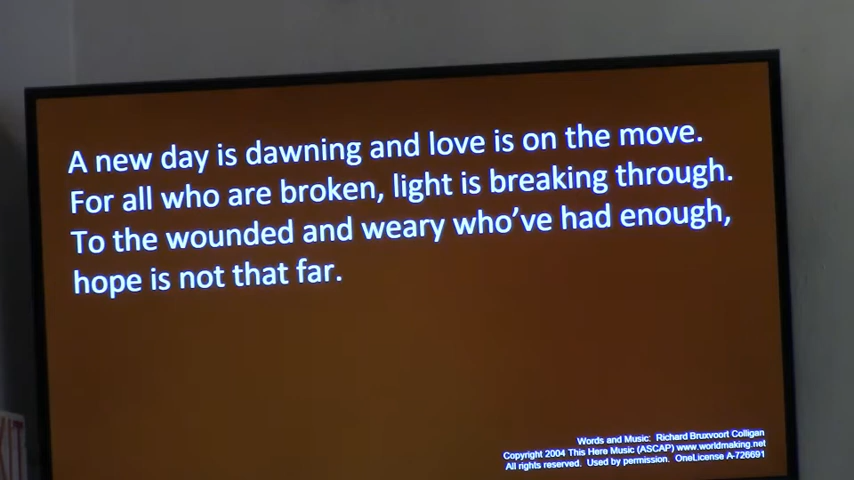 A new day is dawning and love is on the move.
For all who are broken, light is breaking through.
To the wounded and weary who've had enough,
hope is not that far.
Words and Music: Richard Bruxvoort Colligan
Copyright 2004 This Here Music (ASCAP) www.worldmaking.net
All rights reserved. Used by permission. OneLicense A-726691